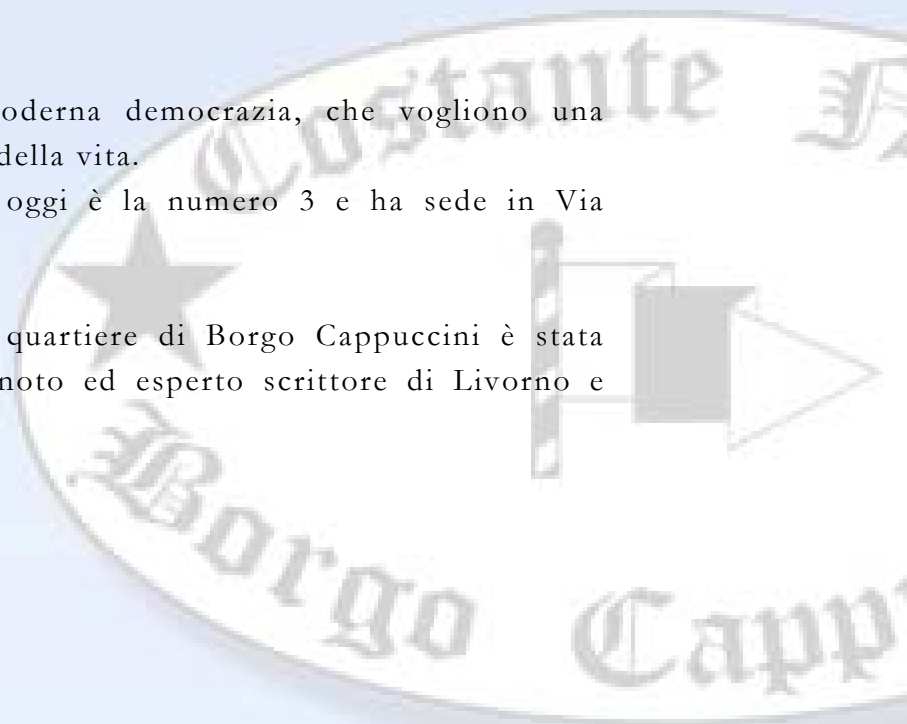 Costante
oderna democrazia, che vogliono una
della vita.
oggi è la numero 3 e ha sede in Via
quartiere di Borgo Cappuccini è stata
noto ed esperto scrittore di Livorno e
Borgo Capp